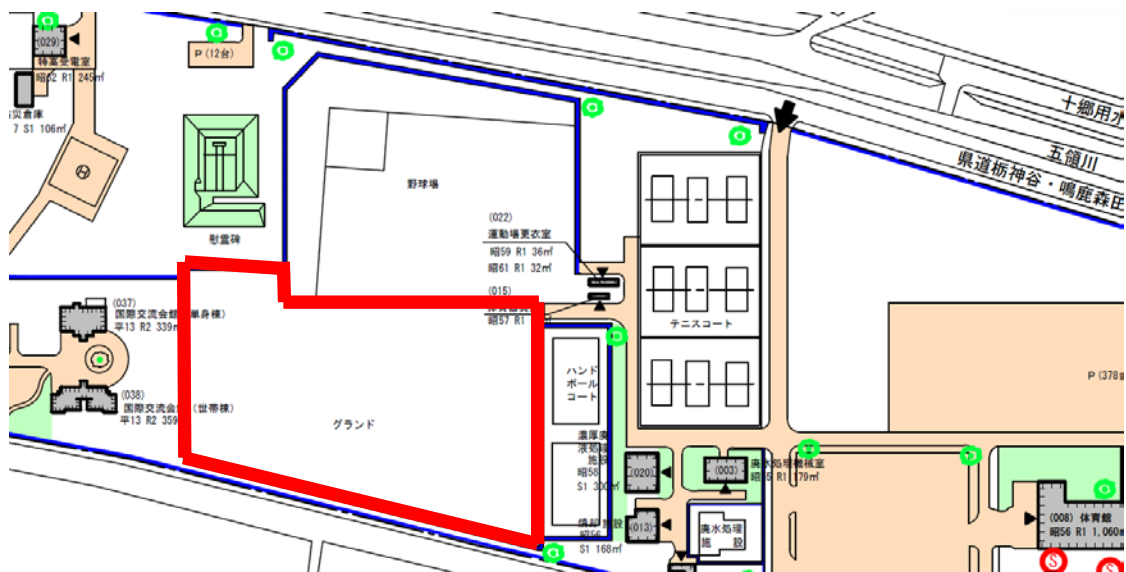 (029)
特高受電室
昭52 R1 245㎡
7 S1 106㎡
P (12台)
H
慰霊碑
野球場
(022)
運動場更衣室
昭59 R1 36㎡
昭61 R1 32㎡
(015)
昭57 R1
テニスコート
十郷用水
五領川
県道栃神谷・鳴鹿森田
P (378
(037)
国際交流会館(単身棟)
平13 R2 339㎡
(038)
国際交流会館(世帯棟)
平13 R2 359
グランド
ハンド
ボール
コート
濃厚廃
液処理
施設
昭58
S1 300㎡
(020)
(003)
廃水処理機械室
昭55 R1 179㎡
焼却施設
昭56
S1 168㎡
(013)
廃水処理
施 設
(008) 体育館
昭56 R1 1,060㎡
S
S